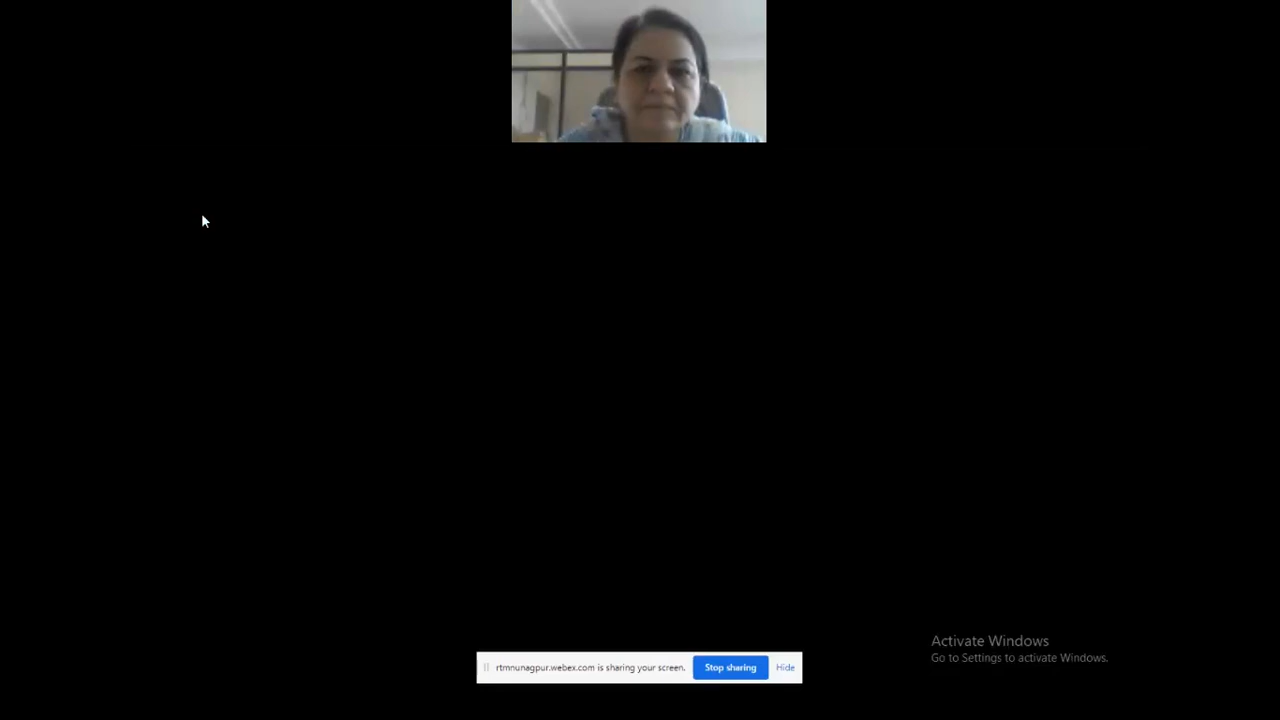 rtmnunagpur.webex.com is sharing your screen. Stop sharing Hide
Activate Windows
Go to Settings to activate Windows.